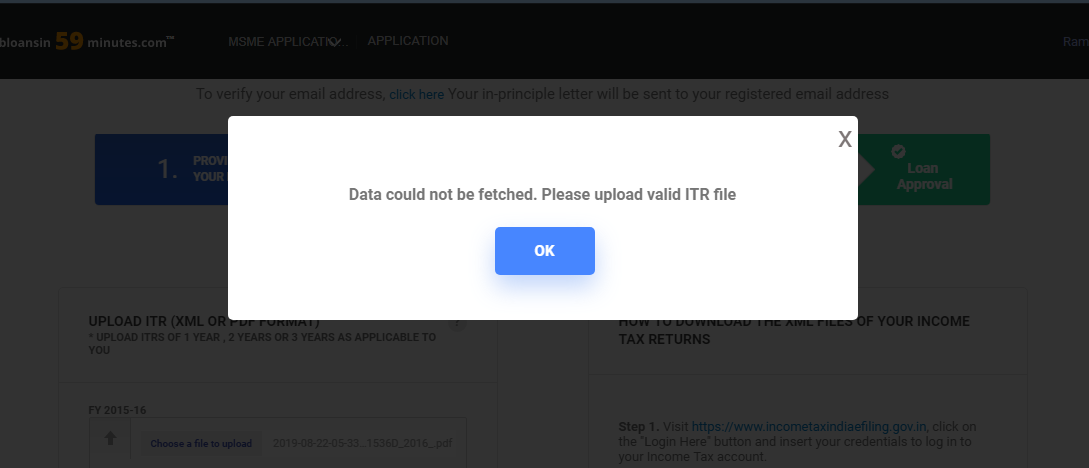 bloansin 59 minutes.com™
MSME APPLICATIO...
APPLICATION
Ram
To verify your email address, click here Your in-principle letter will be sent to your registered email address
1.
PROVI
YOUR
Loan
Approval
X
Data could not be fetched. Please upload valid ITR file
OK
UPLOAD ITR (XML OR PDF FORMAT)
?
* UPLOAD ITRS OF 1 YEAR , 2 YEARS OR 3 YEARS AS APPLICABLE TO
YOU
FY 2015-16
Choose a file to upload
2019-08-22-05-33...1536D_2016_.pdf
HOW TO DOWNLOAD THE XML FILES OF YOUR INCOME
TAX RETURNS
Step 1. Visit https://www.incometaxindiaefiling.gov.in, click on
the "Login Here" button and insert your credentials to log in to
your Income Tax account.